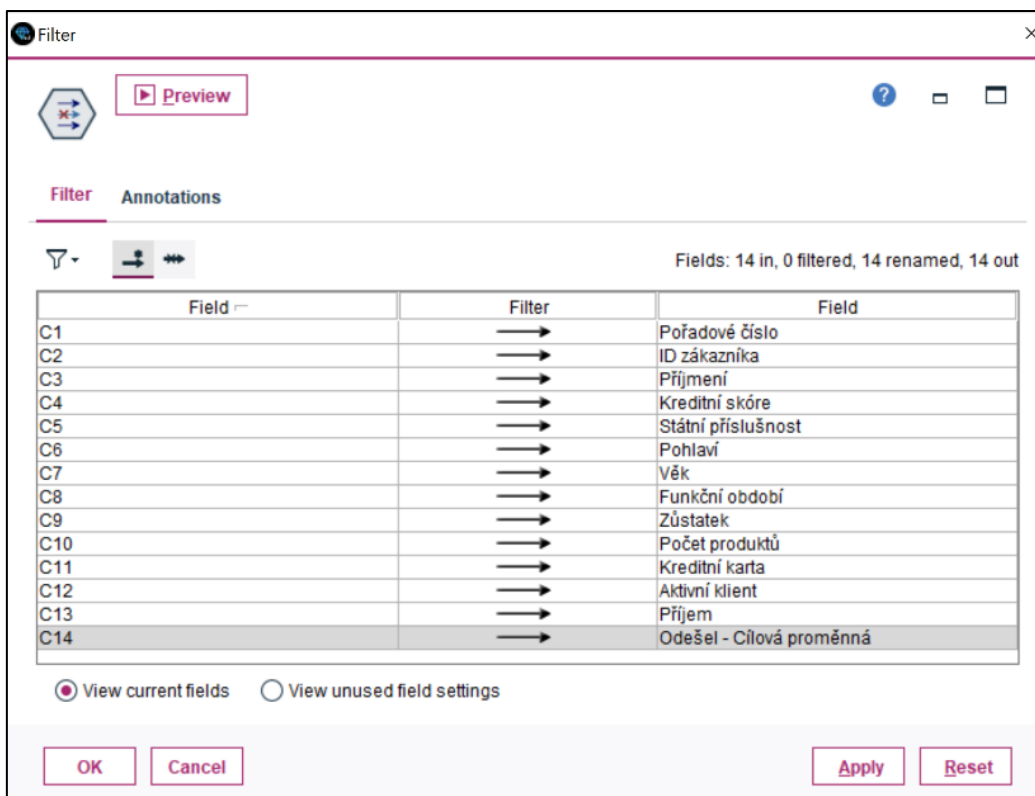 Filter
Preview
Filter Annotations
Fields: 14 in, 0 filtered, 14 renamed, 14 out
Field Filter Field
C1 Pořadové číslo
C2 ID zákazníka
C3 Příjmení
C4 Kreditní skóre
C5 Státní příslušnost
C6 Pohlaví
C7 Věk
C8 Funkční období
C9 Zůstatek
C10 Počet produktů
C11 Kreditní karta
C12 Aktivní klient
C13 Příjem
C14 Odešel - Cílová proměnná
View current fields View unused field settings
OK Cancel Apply Reset